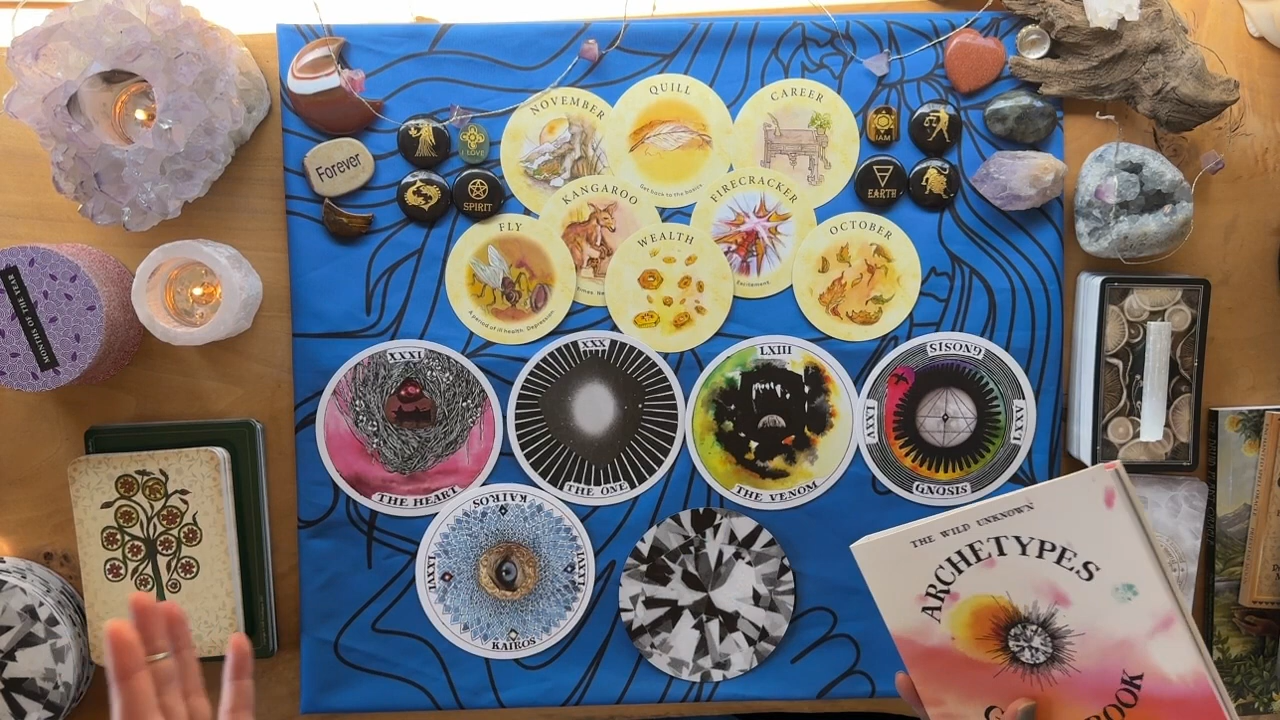 NOVEMBER
QUILL
Get back to the basics.
CAREER
KANGAROO
FIRECRACKER
Excitement.
FLY
A period of ill health. Depression.
WEALTH
OCTOBER
Forever
I LOVE
SPIRIT
I AM
EARTH
MONTHS OF THE YEAR
XXXI
THE HEART
XXX
THE ONE
LXIII
THE VENOM
GNOSIS
LXXV
LXXV
GNOSIS
KAIROS
LXXVI
LXXVI
KAIROS
THE WILD UNKNOWN
ARCHETYPES